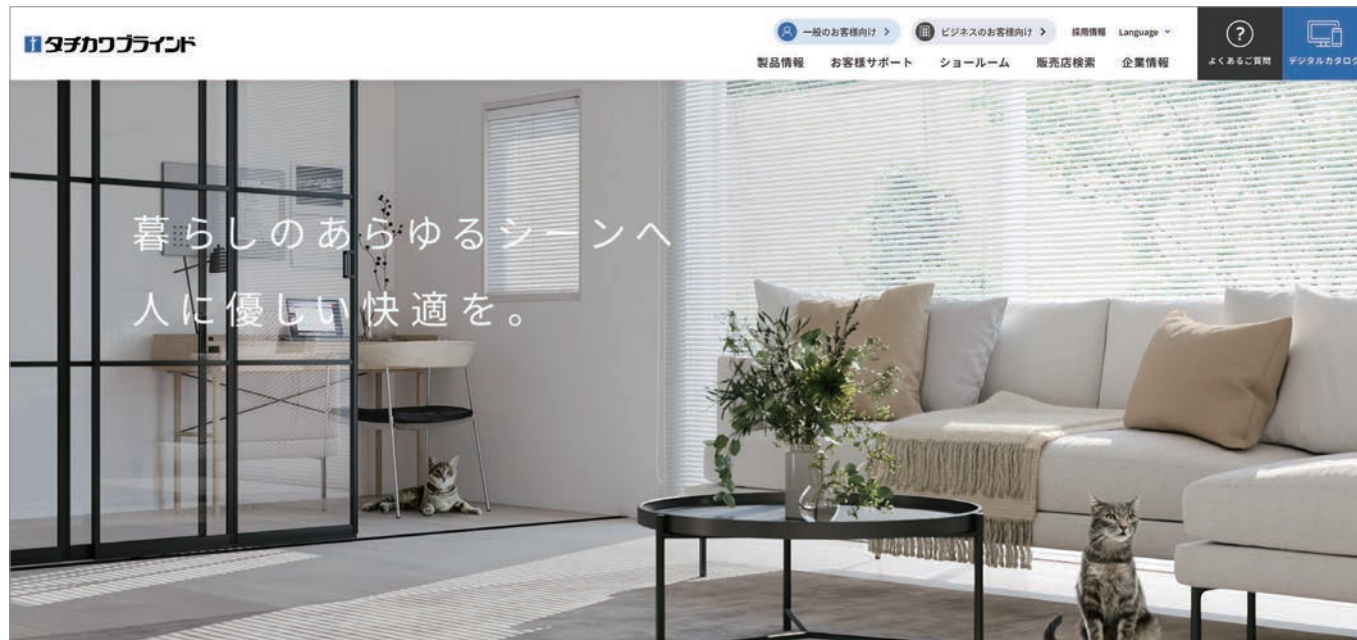 タチカワブラインド
一般のお客様向け
ビジネスのお客様向け
採用情報
Language
製品情報
お客様サポート
ショールーム
販売店検索
企業情報
?
よくあるご質問
デジタルカタログ
暮らしのあらゆるシーンへ
人に優しい快適を。